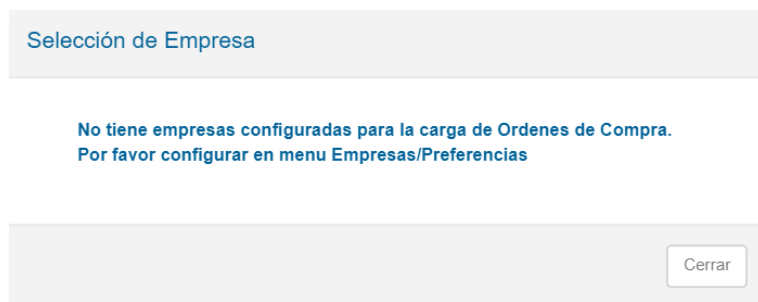 Selección de Empresa
No tiene empresas configuradas para la carga de Ordenes de Compra.
Por favor configurar en menu Empresas/Preferencias
Cerrar